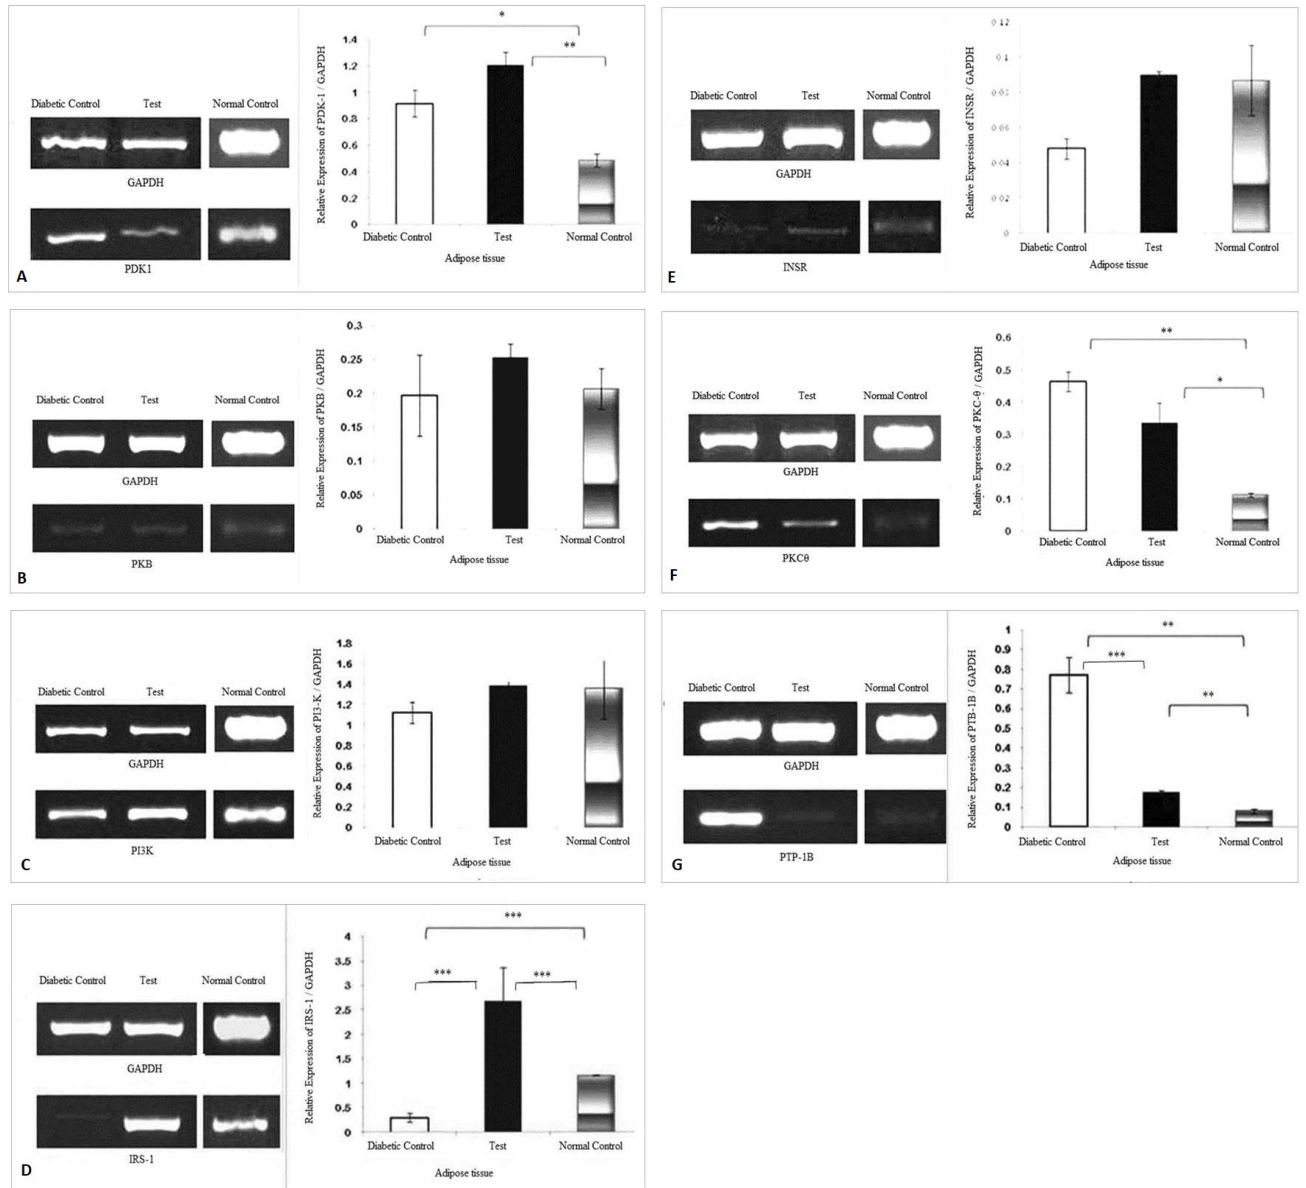 Diabetic Control Test Normal Control
GAPDH
PDK1
A
Relative Expression of PDK-1 / GAPDH
1.4
1.2
1
0.8
0.6
0.4
0.2
0
*
**
Diabetic Control Test Normal Control
Adipose tissue
Diabetic Control Test Normal Control
GAPDH
PKB
B
Relative Expression of PKB / GAPDH
0.3
0.25
0.2
0.15
0.1
0.05
0
Diabetic Control Test Normal Control
Adipose tissue
Diabetic Control Test Normal Control
GAPDH
PI3K
C
Relative Expression of PI3-K / GAPDH
1.8
1.6
1.4
1.2
1
0.8
0.6
0.4
0.2
0
Diabetic Control Test Normal Control
Adipose tissue
Diabetic Control Test Normal Control
GAPDH
IRS-1
D
Relative Expression of IRS-1 / GAPDH
4
3.5
3
2.5
2
1.5
1
0.5
0
***
*** ***
Diabetic Control Test Normal Control
Adipose tissue
Diabetic Control Test Normal Control
GAPDH
INSR
E
Relative Expression of INSR / GAPDH
0.12
0.1
0.06
0.04
0.02
0
Diabetic Control Test Normal Control
Adipose tissue
Diabetic Control Test Normal Control
GAPDH
PKCθ
F
Relative Expression of PKC-θ / GAPDH
0.6
0.5
0.4
0.3
0.2
0.1
0
**
*
Diabetic Control Test Normal Control
Adipose tissue
Diabetic Control Test Normal Control
GAPDH
PTP-1B
G
Relative Expression of PTB-1B / GAPDH
1
0.9
0.8
0.7
0.6
0.5
0.4
0.3
0.2
0.1
0
**
***
**
Diabetic Control Test Normal Control
Adipose tissue